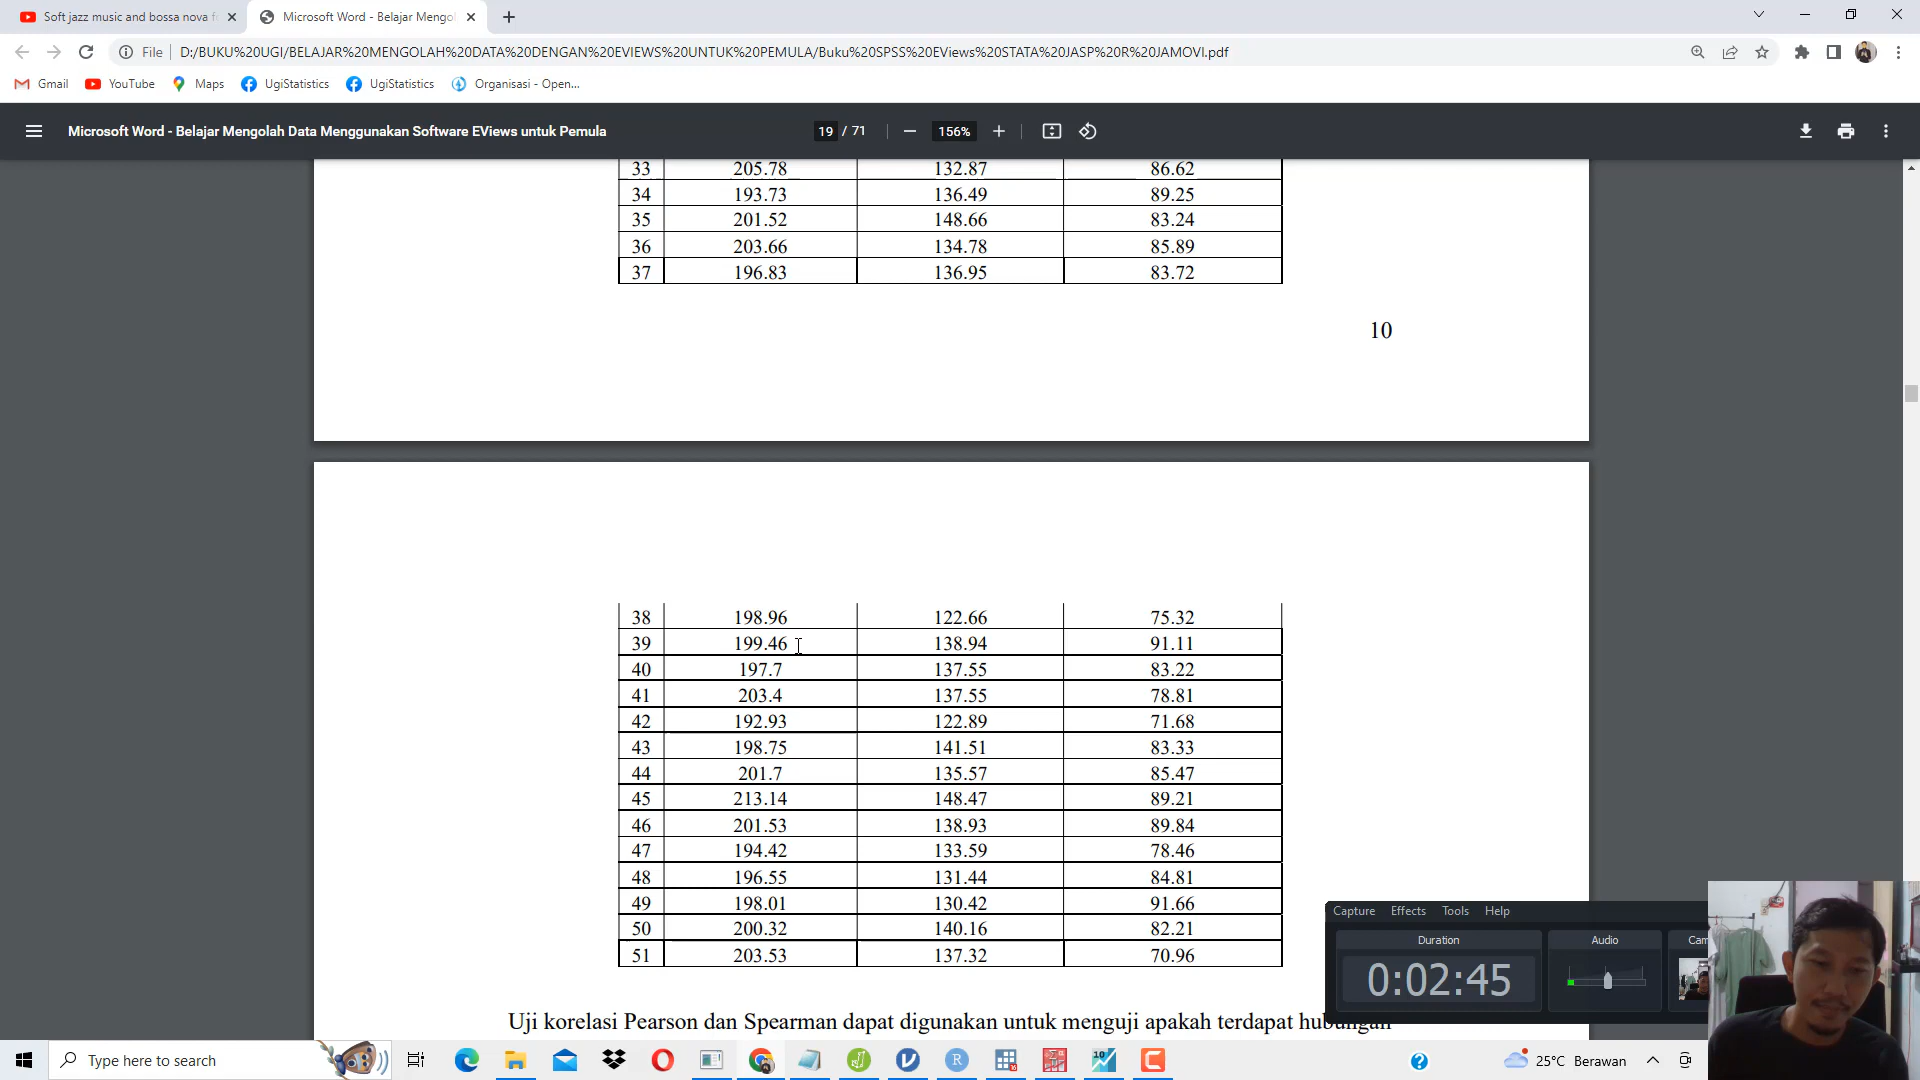 Soft jazz music and bossa nova f
Microsoft Word - Belajar Mengol
File D:/BUKU%20UGI/BELAJAR%20MENGOLAH%20DATA%20DENGAN%20EVIEWS%20UNTUK%20PEMULA/Buku%20SPSS%20EViews%20STATA%20JASP%20R%20JAMOVI.pdf
Gmail YouTube Maps UgiStatistics UgiStatistics Organisasi - Open...
Microsoft Word - Belajar Mengolah Data Menggunakan Software EViews untuk Pemula 19 / 71 156%
33 205.78 132.87 86.62
34 193.73 136.49 89.25
35 201.52 148.66 83.24
36 203.66 134.78 85.89
37 196.83 136.95 83.72
10
38 198.96 122.66 75.32
39 199.46 138.94 91.11
40 197.7 137.55 83.22
41 203.4 137.55 78.81
42 192.93 122.89 71.68
43 198.75 141.51 83.33
44 201.7 135.57 85.47
45 213.14 148.47 89.21
46 201.53 138.93 89.84
47 194.42 133.59 78.46
48 196.55 131.44 84.81
49 198.01 130.42 91.66
50 200.32 140.16 82.21
51 203.53 137.32 70.96
Uji korelasi Pearson dan Spearman dapat digunakan untuk menguji apakah terdapat hubungan
Capture Effects Tools Help
Duration Audio Cam
0:02:45
Type here to search
25°C Berawan